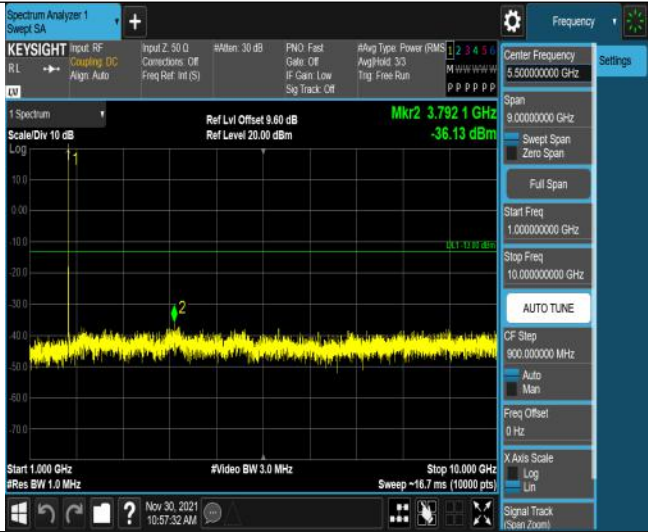 Spectrum Analyzer 1
Swept SA
+
Frequency
KEYSIGHT
RL
LV
Input: RF
Coupling: DC
Align: Auto
Input Z: 50 Ω
Corrections: Off
Freq Ref: Int (S)
#Atten: 30 dB
PNO: Fast
Gate: Off
IF Gain: Low
Sig Track: Off
#Avg Type: Power (RMS
Avg|Hold: 3/3
Trig: Free Run
1 2 3 4 5 6
M W W W W W
P P P P P P
1 Spectrum
Scale/Div 10 dB
Log
Ref Lvl Offset 9.60 dB
Ref Level 20.00 dBm
Mkr2 3.792 1 GHz
-36.13 dBm
1
10.0
0.00
-10.0
DL1 -13.00 dBm
-20.0
-30.0
2
-40.0
-50.0
-60.0
-70.0
Start 1.000 GHz
#Res BW 1.0 MHz
#Video BW 3.0 MHz
Stop 10.000 GHz
Sweep ~16.7 ms (10000 pts)
Center Frequency
5.500000000 GHz
Settings
Span
9.00000000 GHz
Swept Span
Zero Span
Full Span
Start Freq
1.000000000 GHz
Stop Freq
10.000000000 GHz
AUTO TUNE
CF Step
900.000000 MHz
Auto
Man
Freq Offset
0 Hz
X Axis Scale
Log
Lin
Signal Track
(Span Zoom)
?
Nov 30, 2021
10:57:32 AM